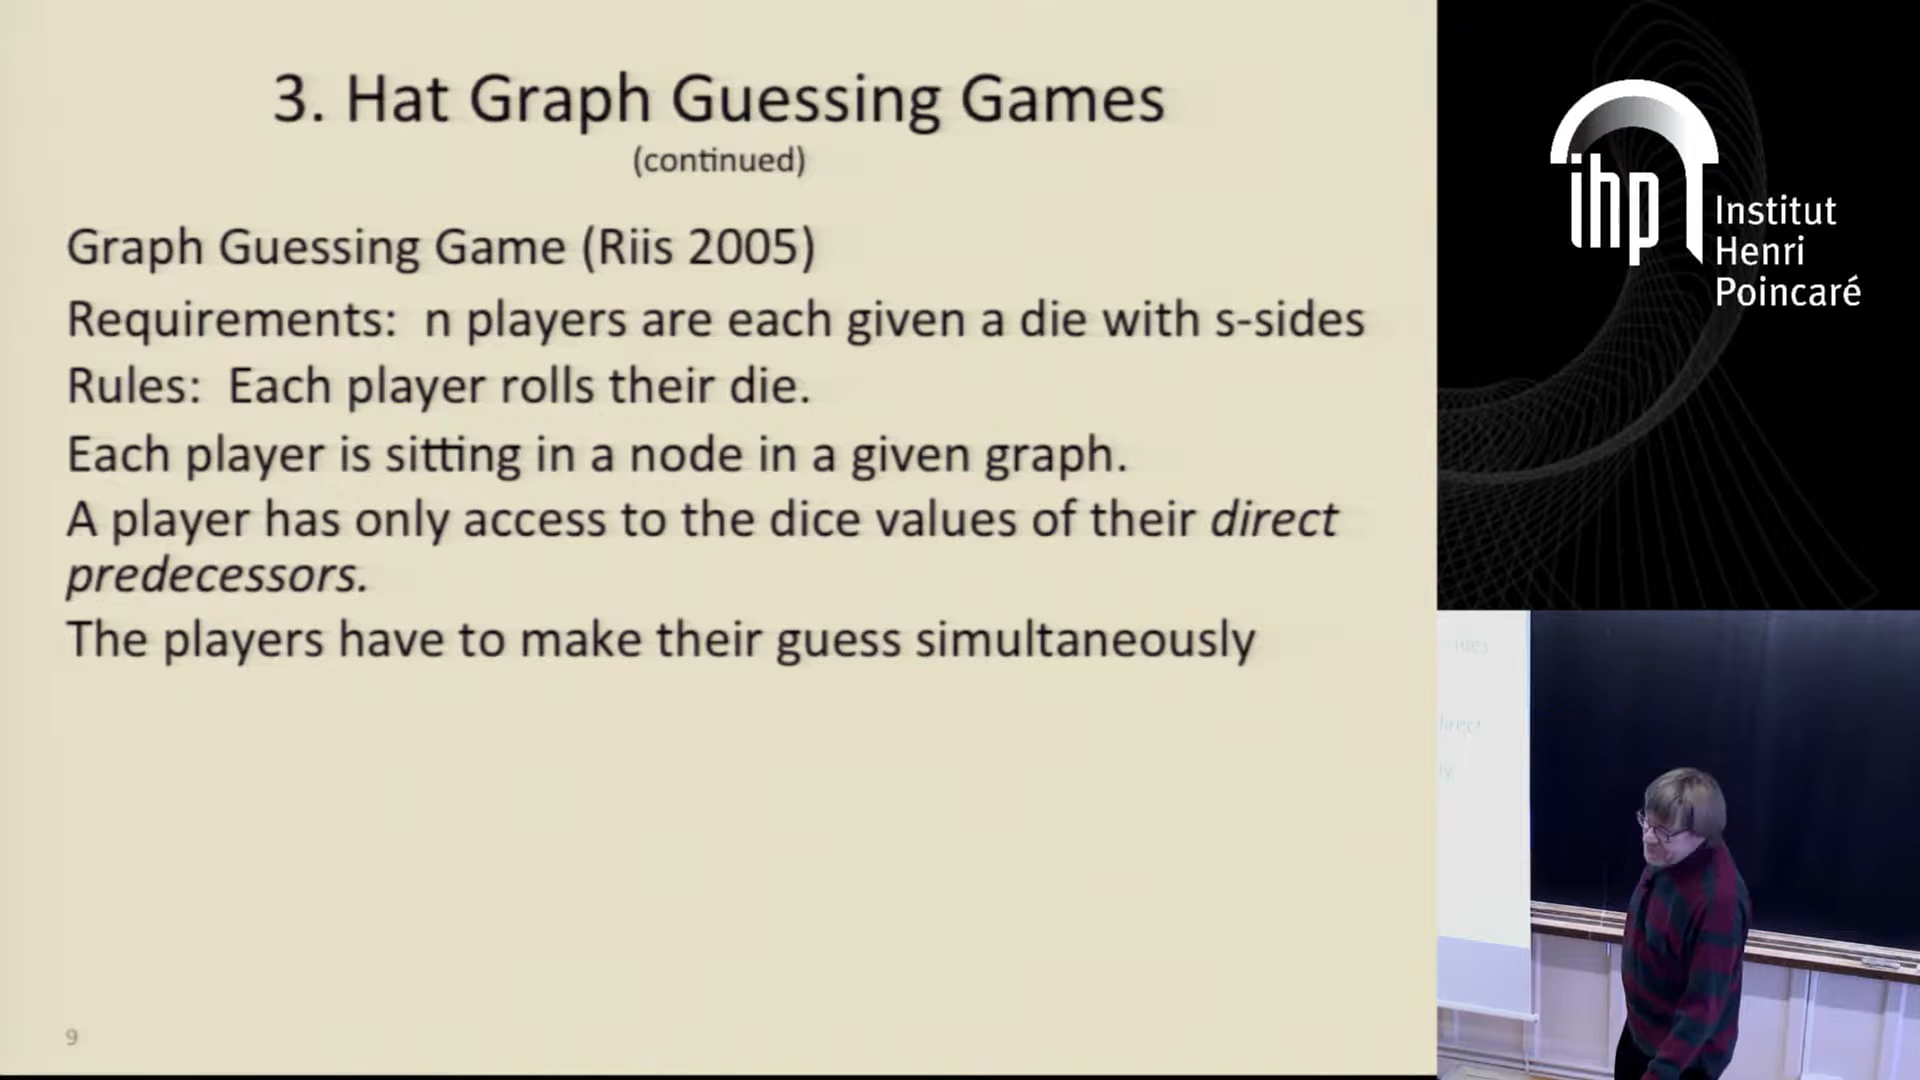 3. Hat Graph Guessing Games
(continued)
Graph Guessing Game (Riis 2005)
Requirements: n players are each given a die with s-sides
Rules: Each player rolls their die.
Each player is sitting in a node in a given graph.
A player has only access to the dice values of their direct
predecessors.
The players have to make their guess simultaneously
9
ihp
Institut
Henri
Poincaré
direct